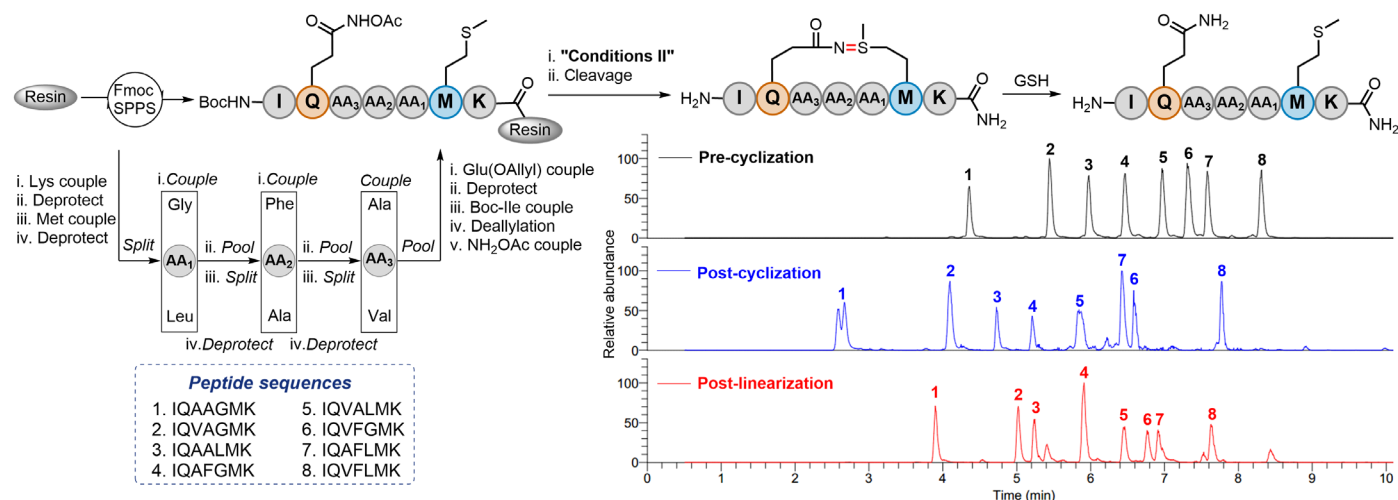 Resin
Fmoc
SPPS
BocHN
I Q AA3 AA2 AA1 M K
O
NHOAc
S
O
Resin
i. "Conditions II"
ii. Cleavage
H2N
I Q AA3 AA2 AA1 M K
O
N=S
O
NH2
GSH
H2N
I Q AA3 AA2 AA1 M K
O
NH2
S
O
NH2
i. Lys couple
ii. Deprotect
iii. Met couple
iv. Deprotect
Split
i.Couple
Gly
AA1
Leu
ii. Pool
iii. Split
iv.Deprotect
i.Couple
Phe
AA2
Ala
ii. Pool
iii. Split
iv.Deprotect
Couple
Ala
AA3
Val
Pool
i. Glu(OAllyl) couple
ii. Deprotect
iii. Boc-Ile couple
iv. Deallylation
v. NH2OAc couple
Peptide sequences
1. IQAAGMK
2. IQVAGMK
3. IQAALMK
4. IQAFGMK
5. IQVALMK
6. IQVFGMK
7. IQAFLMK
8. IQVFLMK
Relative abundance
100
50
0
Pre-cyclization
1 2 3 4 5 6 7 8
100
50
0
Post-cyclization
1 2 3 4 5 7 6 8
100
50
0
Post-linearization
1 2 3 4 5 6 7 8
0 1 2 3 4 5 6 7 8 9 10
Time (min)